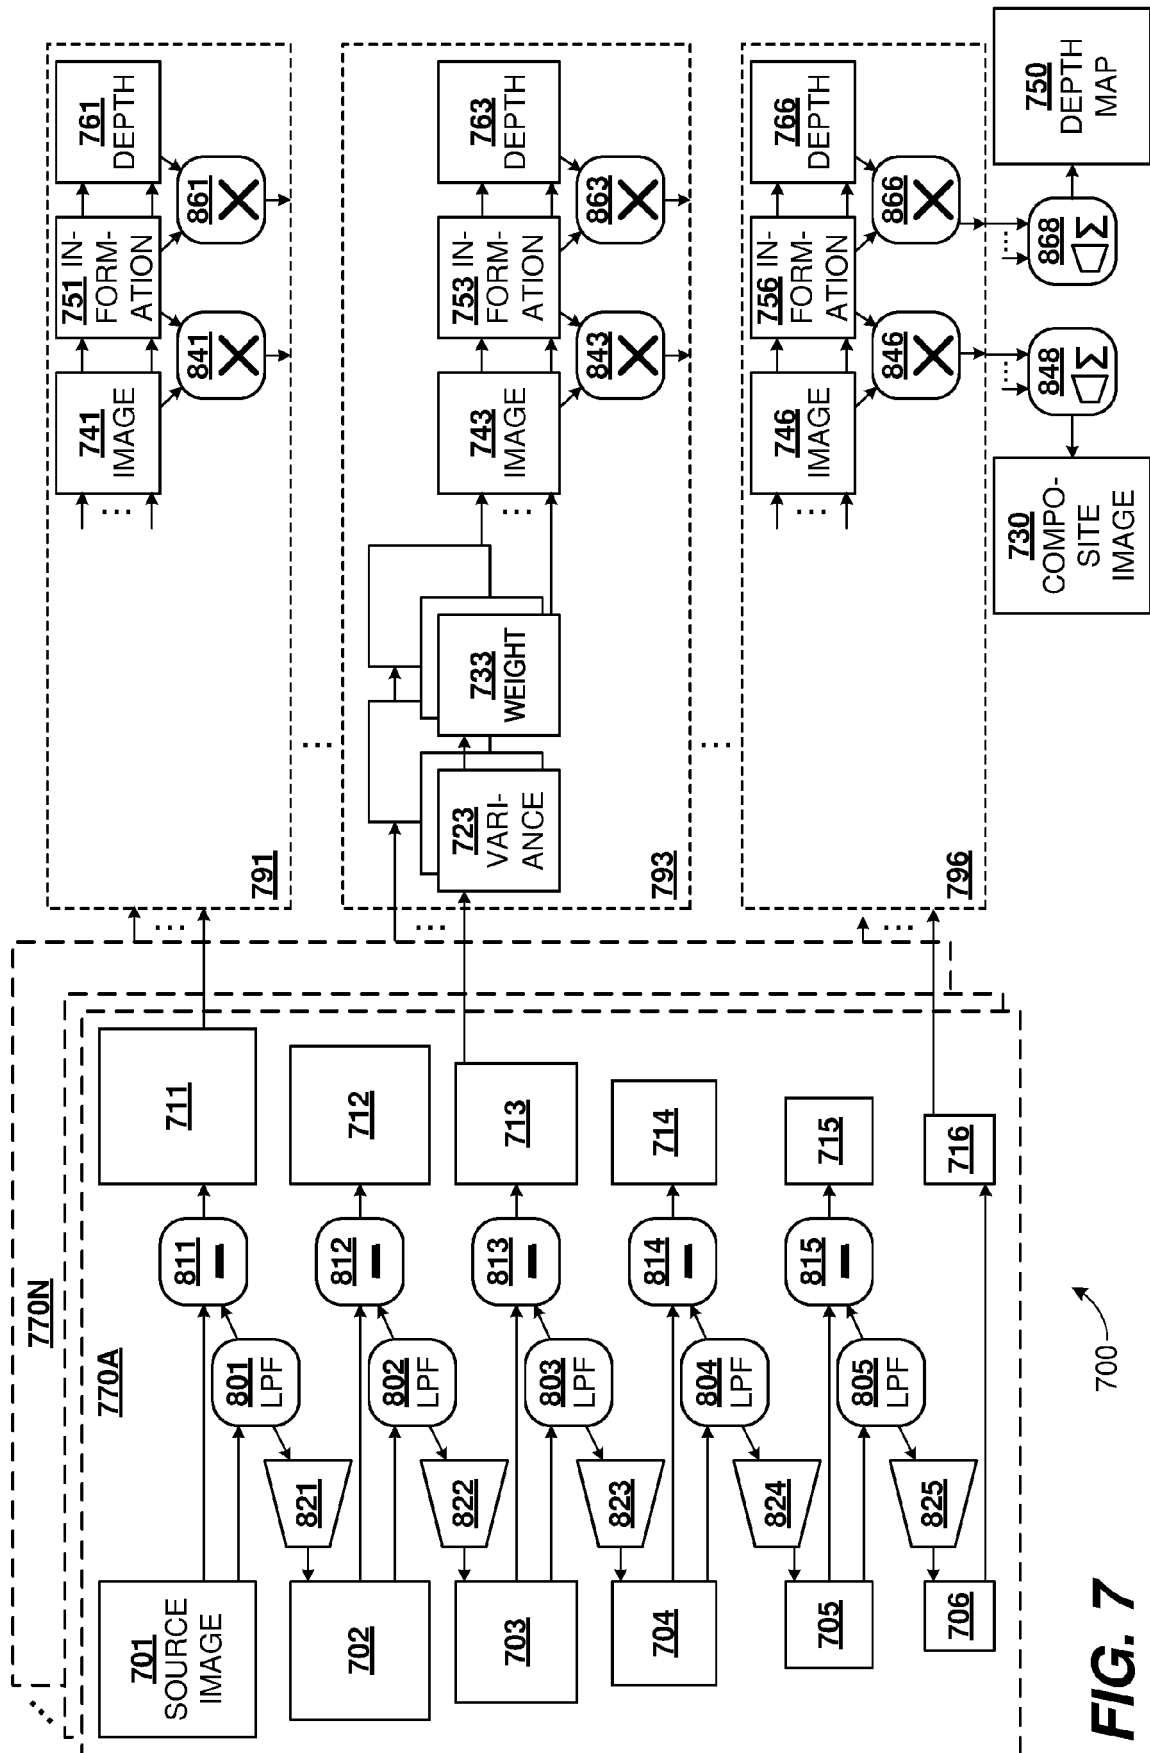 770N
770A
701
SOURCE
IMAGE
801
LPF
811
711
821
702
802
LPF
812
712
822
703
803
LPF
813
713
823
704
804
LPF
814
714
824
705
805
LPF
815
715
825
706
716
...
...
...
...
791
...
741
IMAGE
751 IN-
FORM-
ATION
761
DEPTH
841
861
...
793
723
VARI-
ANCE
733
WEIGHT
...
743
IMAGE
753 IN-
FORM-
ATION
763
DEPTH
843
863
...
796
...
746
IMAGE
756 IN-
FORM-
ATION
766
DEPTH
846
866
...
...
848
Σ
868
Σ
730
COMPO-
SITE
IMAGE
750
DEPTH
MAP
700
FIG. 7